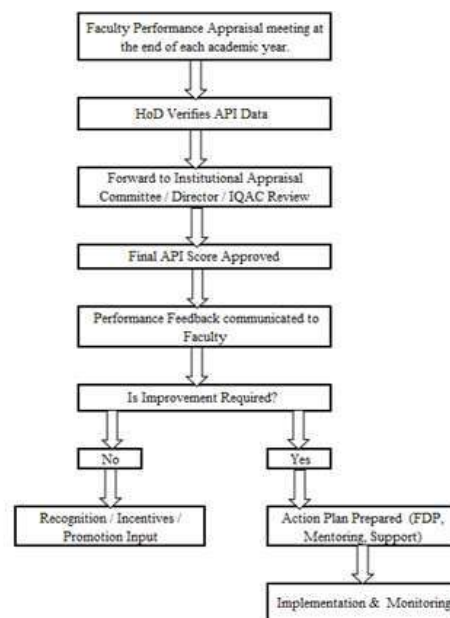 Faculty Performance Appraisal meeting at
the end of each academic year.
HoD Verifies API Data
Forward to Institutional Appraisal
Committee / Director / IQAC Review
Final API Score Approved
Performance Feedback communicated to
Faculty
Is Improvement Required?
No
Yes
Recognition / Incentives /
Promotion Input
Action Plan Prepared (FDP,
Mentoring, Support)
Implementation & Monitoring